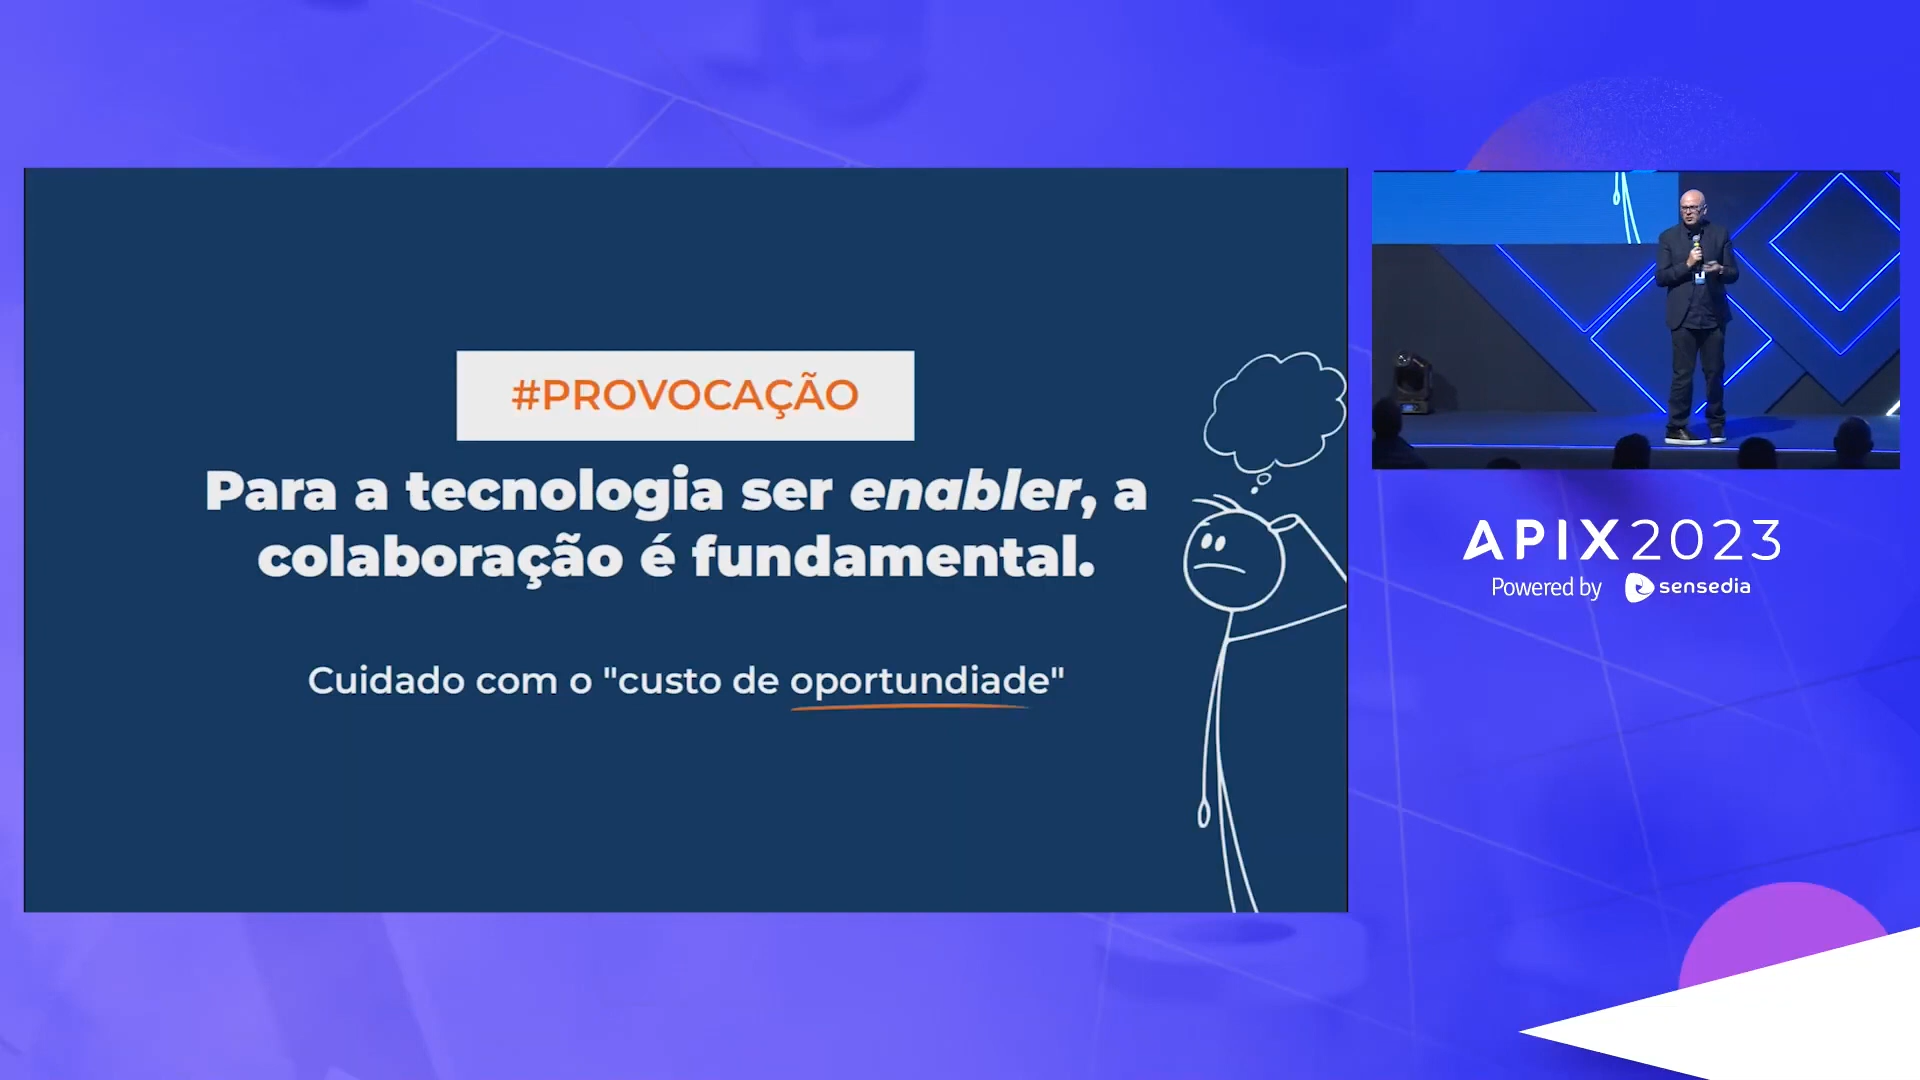 #PROVOCAÇÃO
Para a tecnologia ser enabler, a
colaboração é fundamental.
Cuidado com o "custo de oportundiade"
APIX2023
Powered by sensedia